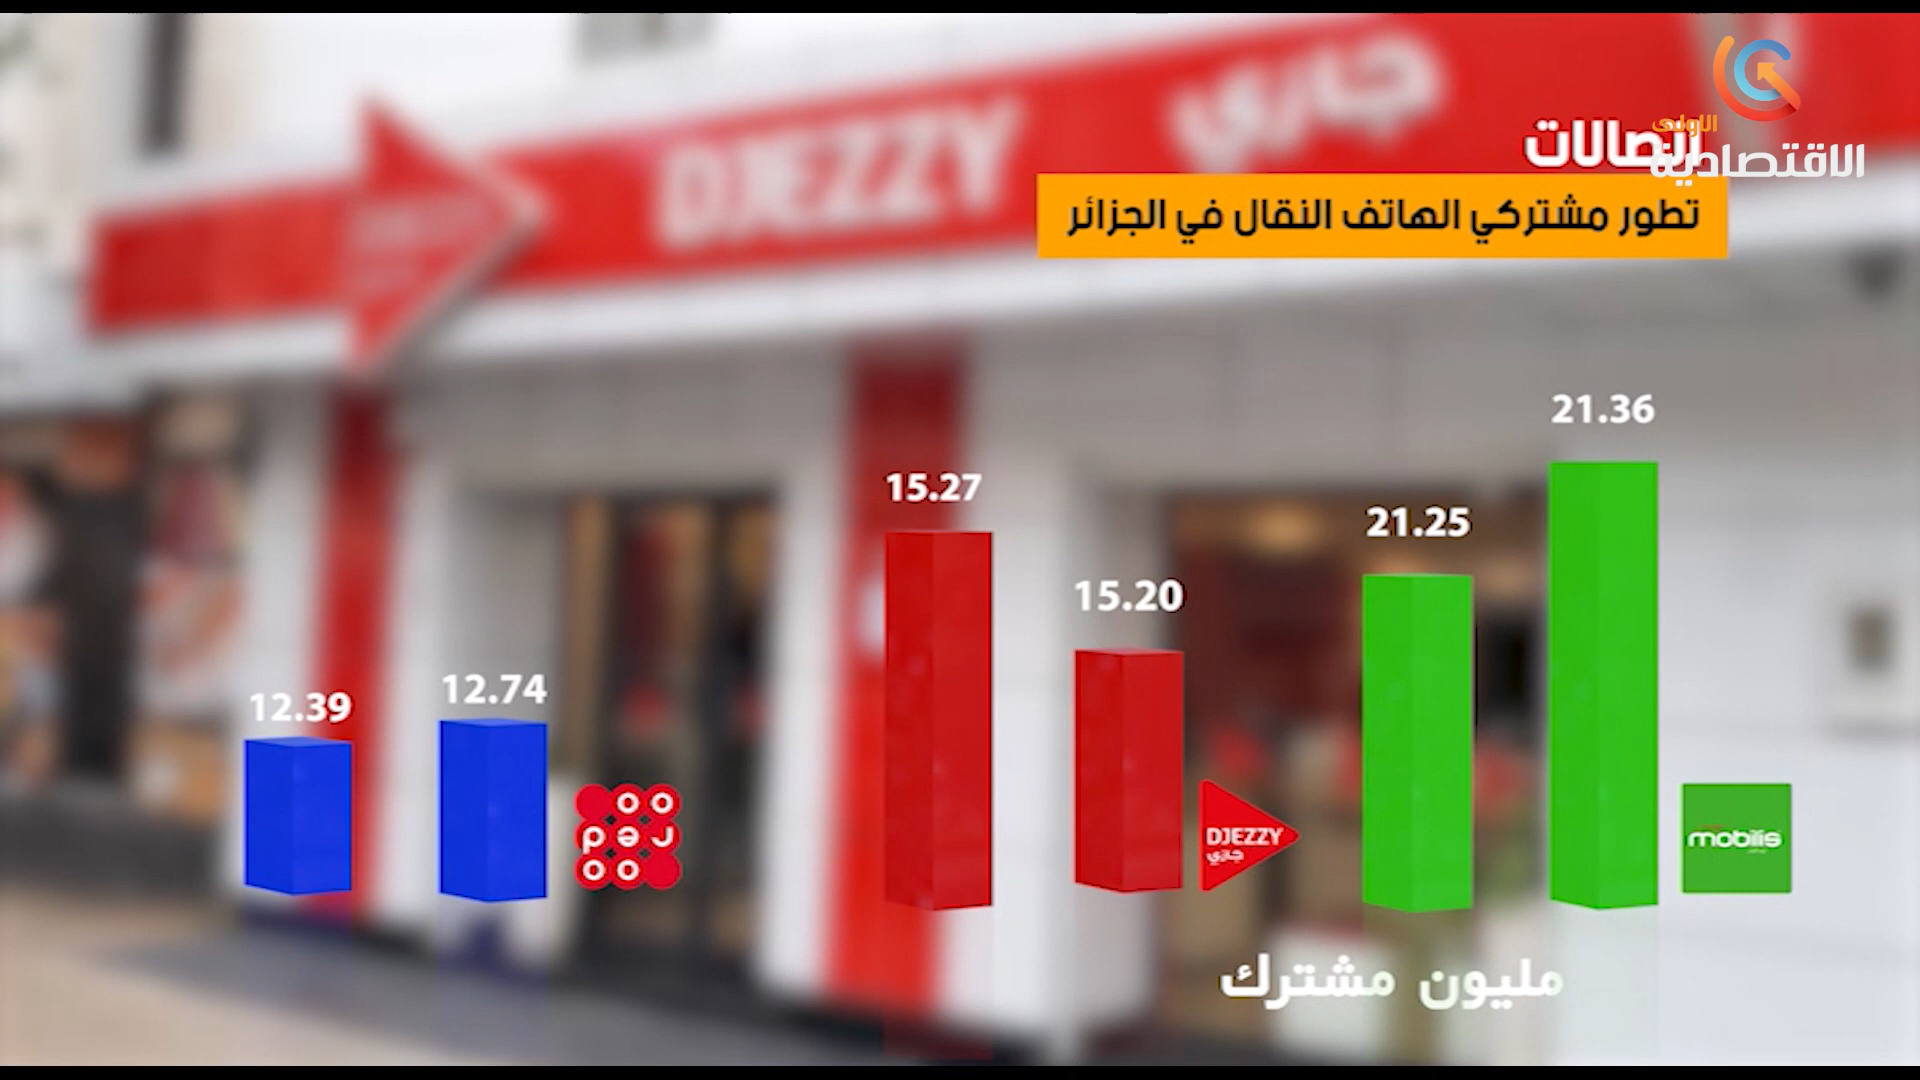 الأولى
الاقتصادية
اتصالات
تطور مشتركي الهاتف النقال في الجزائر
DJEZZY
جازي
21.36
21.25
15.27
15.20
12.74
12.39
mobilis
DJEZZY
جازي
ooredoo
مليون مشترك